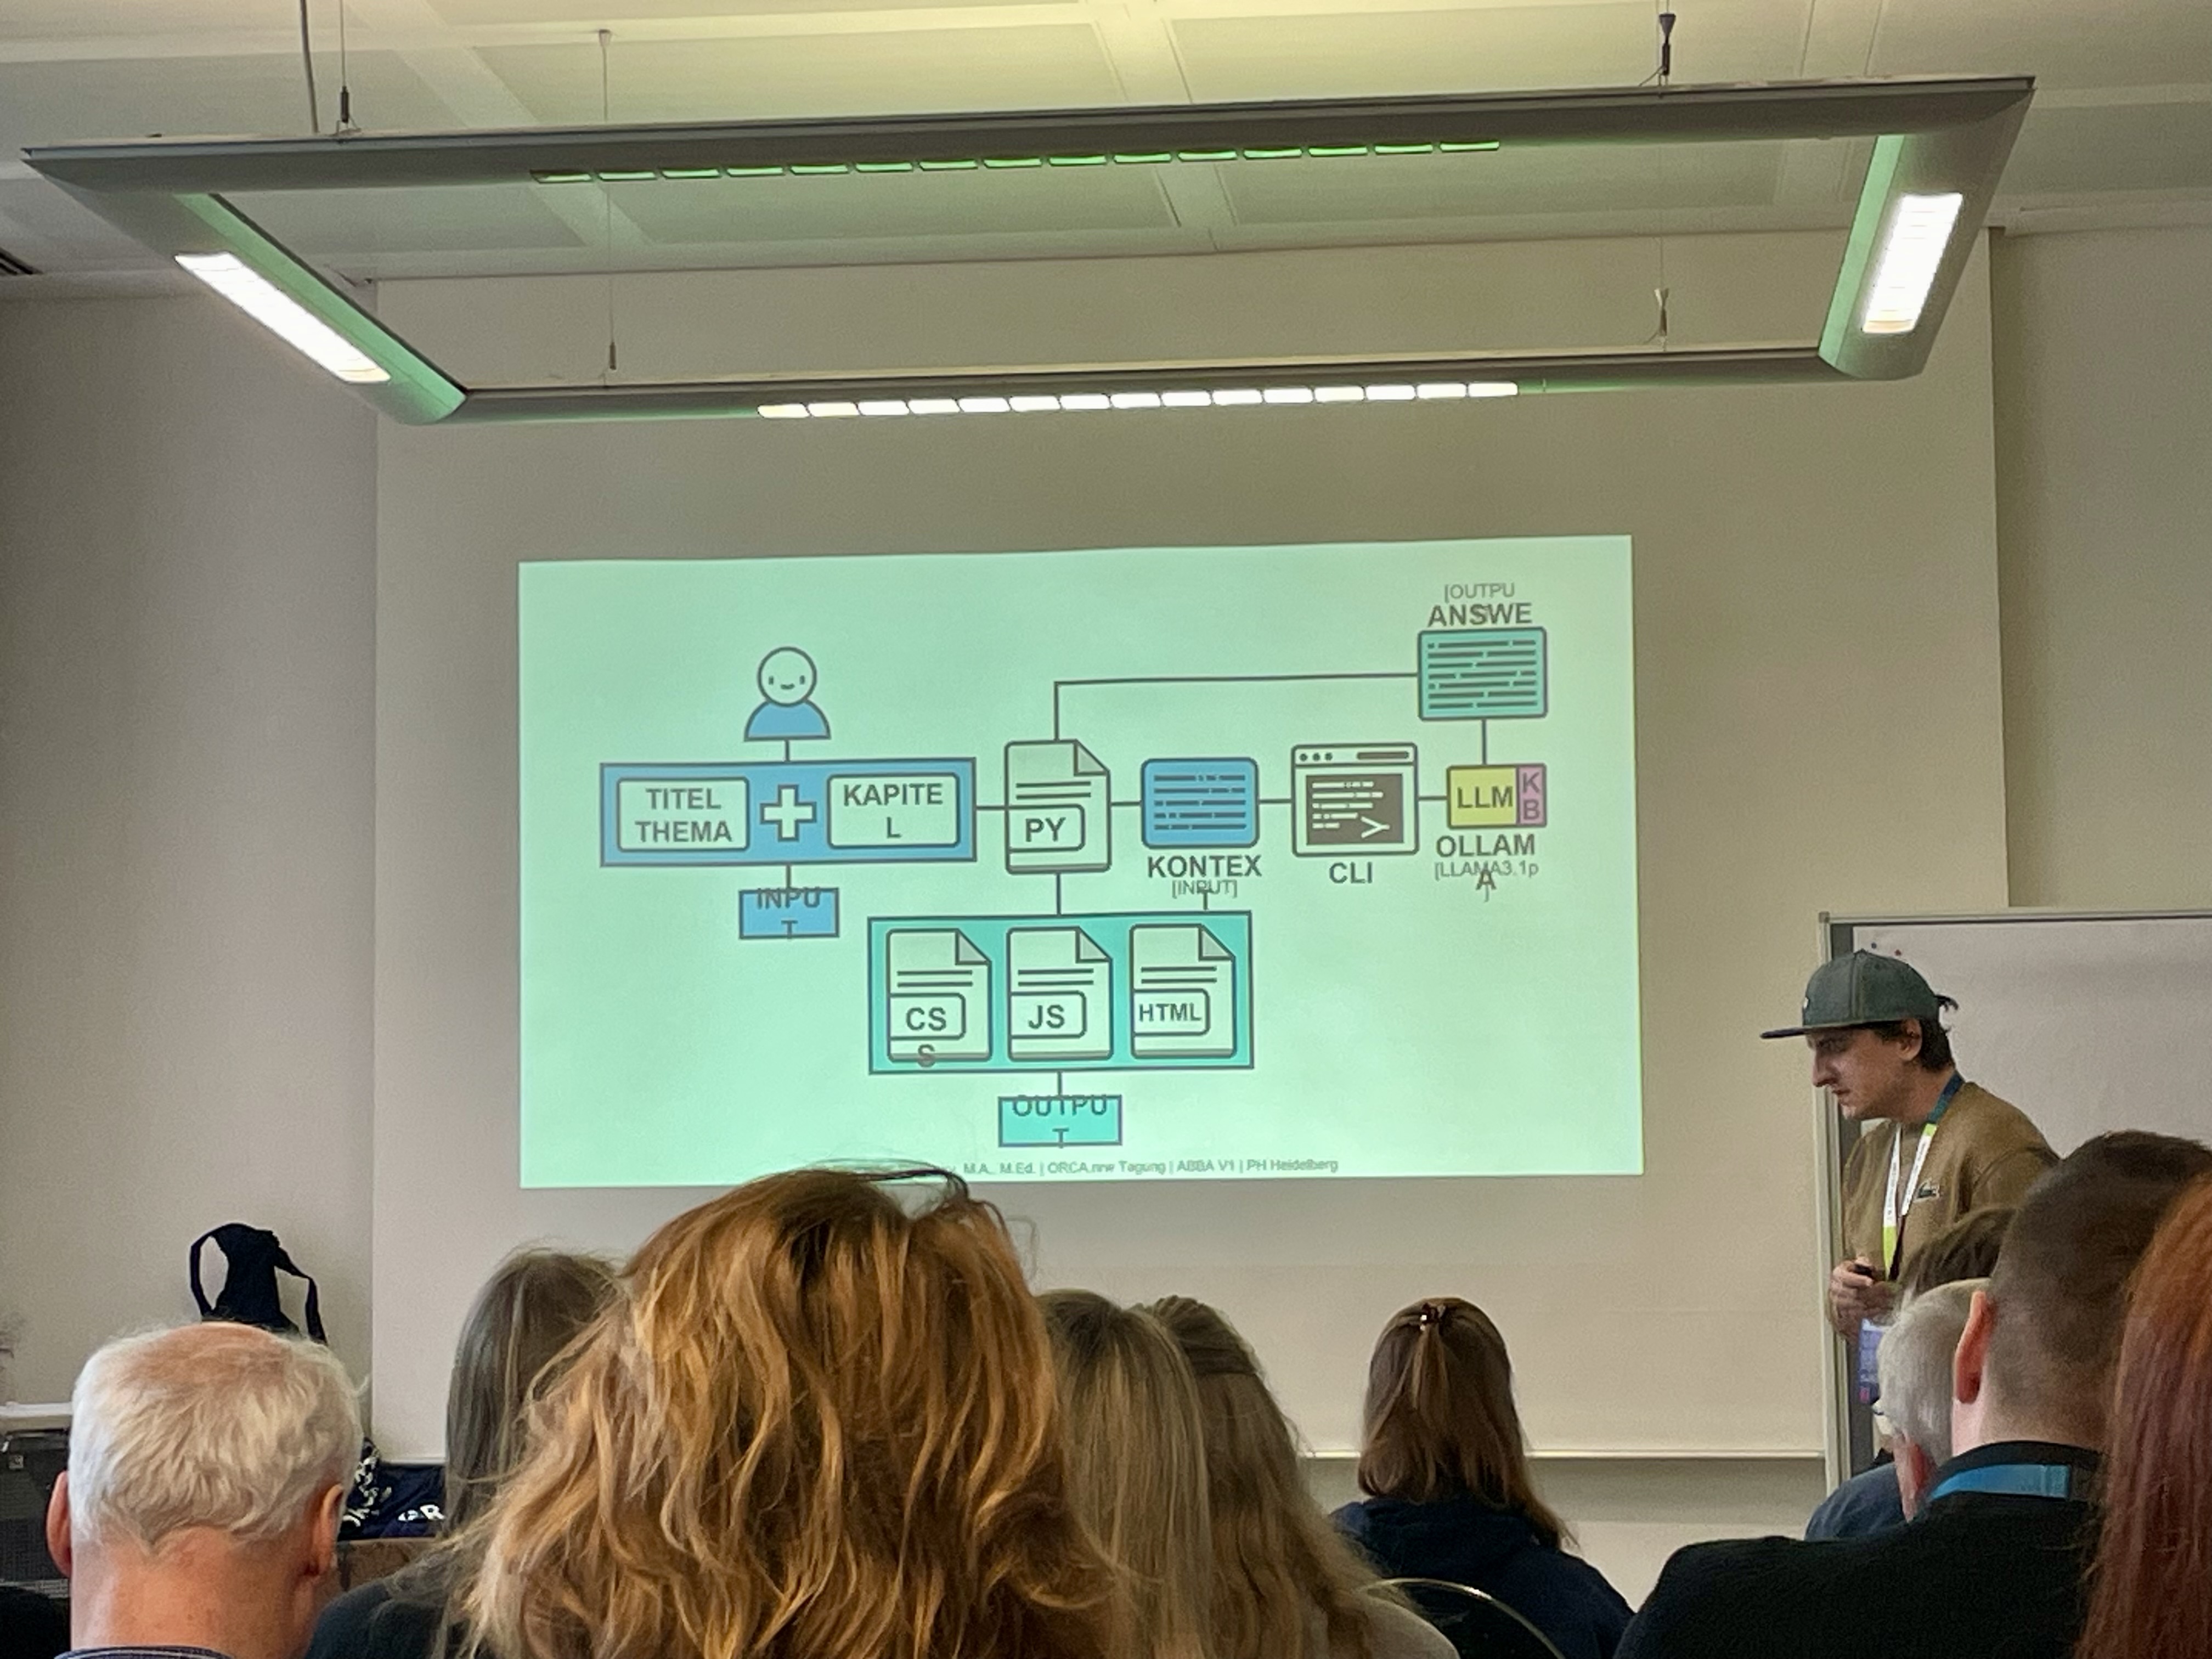 [OUTPU
ANSWE
TITEL
THEMA
KAPITE
L
PY
LLM
K
B
KONTEX
[INPUT]
T
CLI
OLLAM
[LLAMA3.1p
A
]
INPU
T
CS
S
JS
HTML
OUTPU
T
M.A., M.Ed. | ORCA.nrw Tagung | ABBA V1 | PH Heidelberg